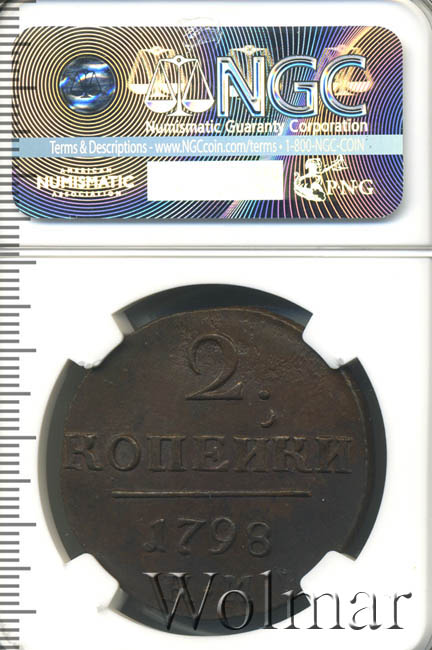 NGC
Numismatic Guaranty Corporation
Terms & Descriptions - www.NGCcoin.com/terms • 1-800-NGC-COIN
AMERICAN
NUMISMATIC
ASSOCIATION
PNG
2.
КОПЕИКИ
1798
Wolmar